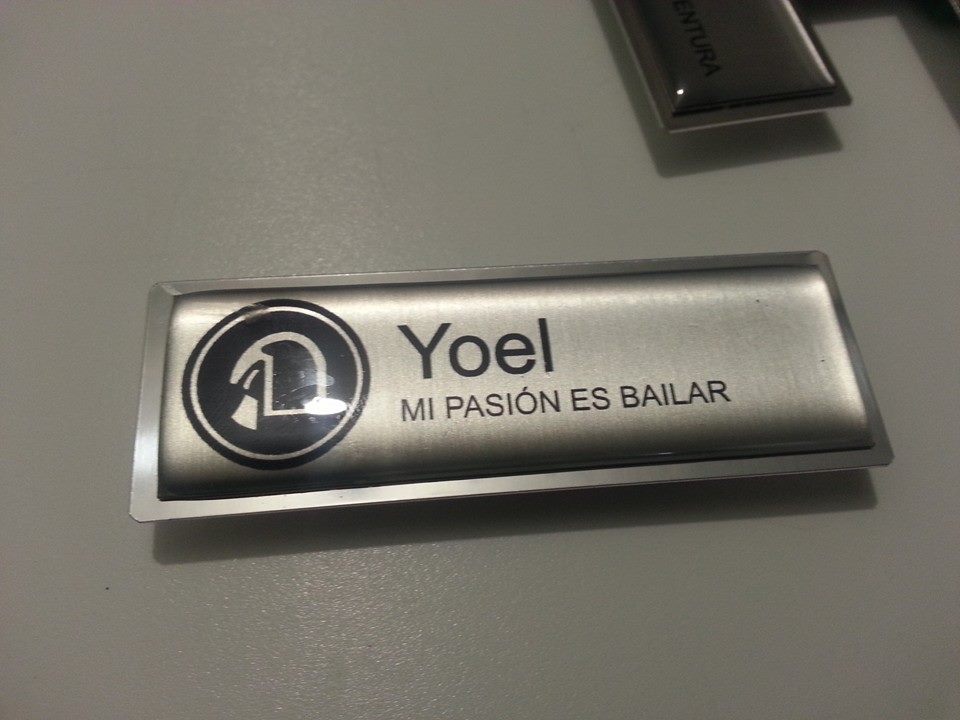 ENTURA
Yoel
MI PASIÓN ES BAILAR